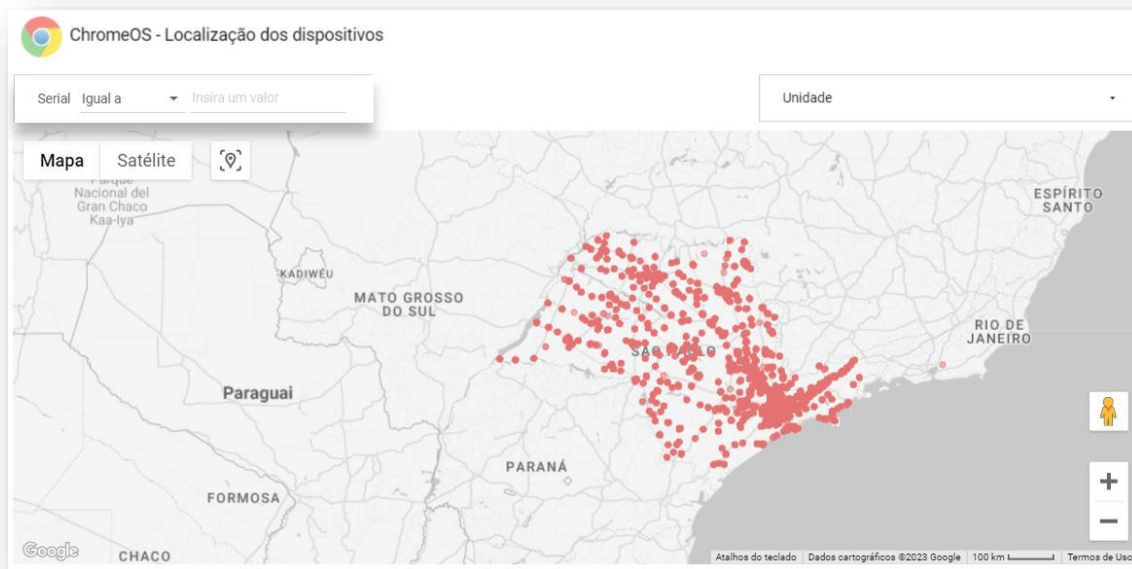 ChromeOS - Localização dos dispositivos
Serial Igual a Insira um valor
Unidade
Mapa Satélite
Parque
Nacional del
Gran Chaco
Kaa-Iya
ESPÍRITO
SANTO
KADIWÉU
MATO GROSSO
DO SUL
RIO DE
JANEIRO
SÃO PAULO
Paraguai
PARANÁ
FORMOSA
CHACO
Google
Atalhos do teclado Dados cartográficos ©2023 Google 100 km Termos de Uso